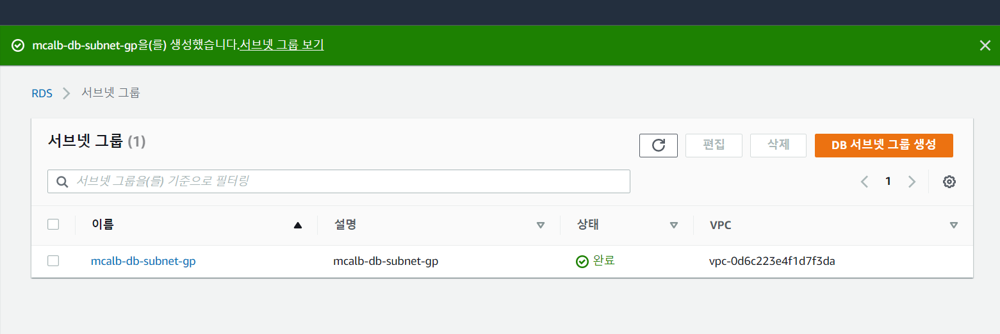 mcalb-db-subnet-gp을(를) 생성했습니다.서브넷 그룹 보기
RDS 서브넷 그룹
서브넷 그룹 (1)
편집 삭제 DB 서브넷 그룹 생성
서브넷 그룹을(를) 기준으로 필터링
1
이름 설명 상태 VPC
mcalb-db-subnet-gp mcalb-db-subnet-gp 완료 vpc-0d6c223e4f1d7f3da